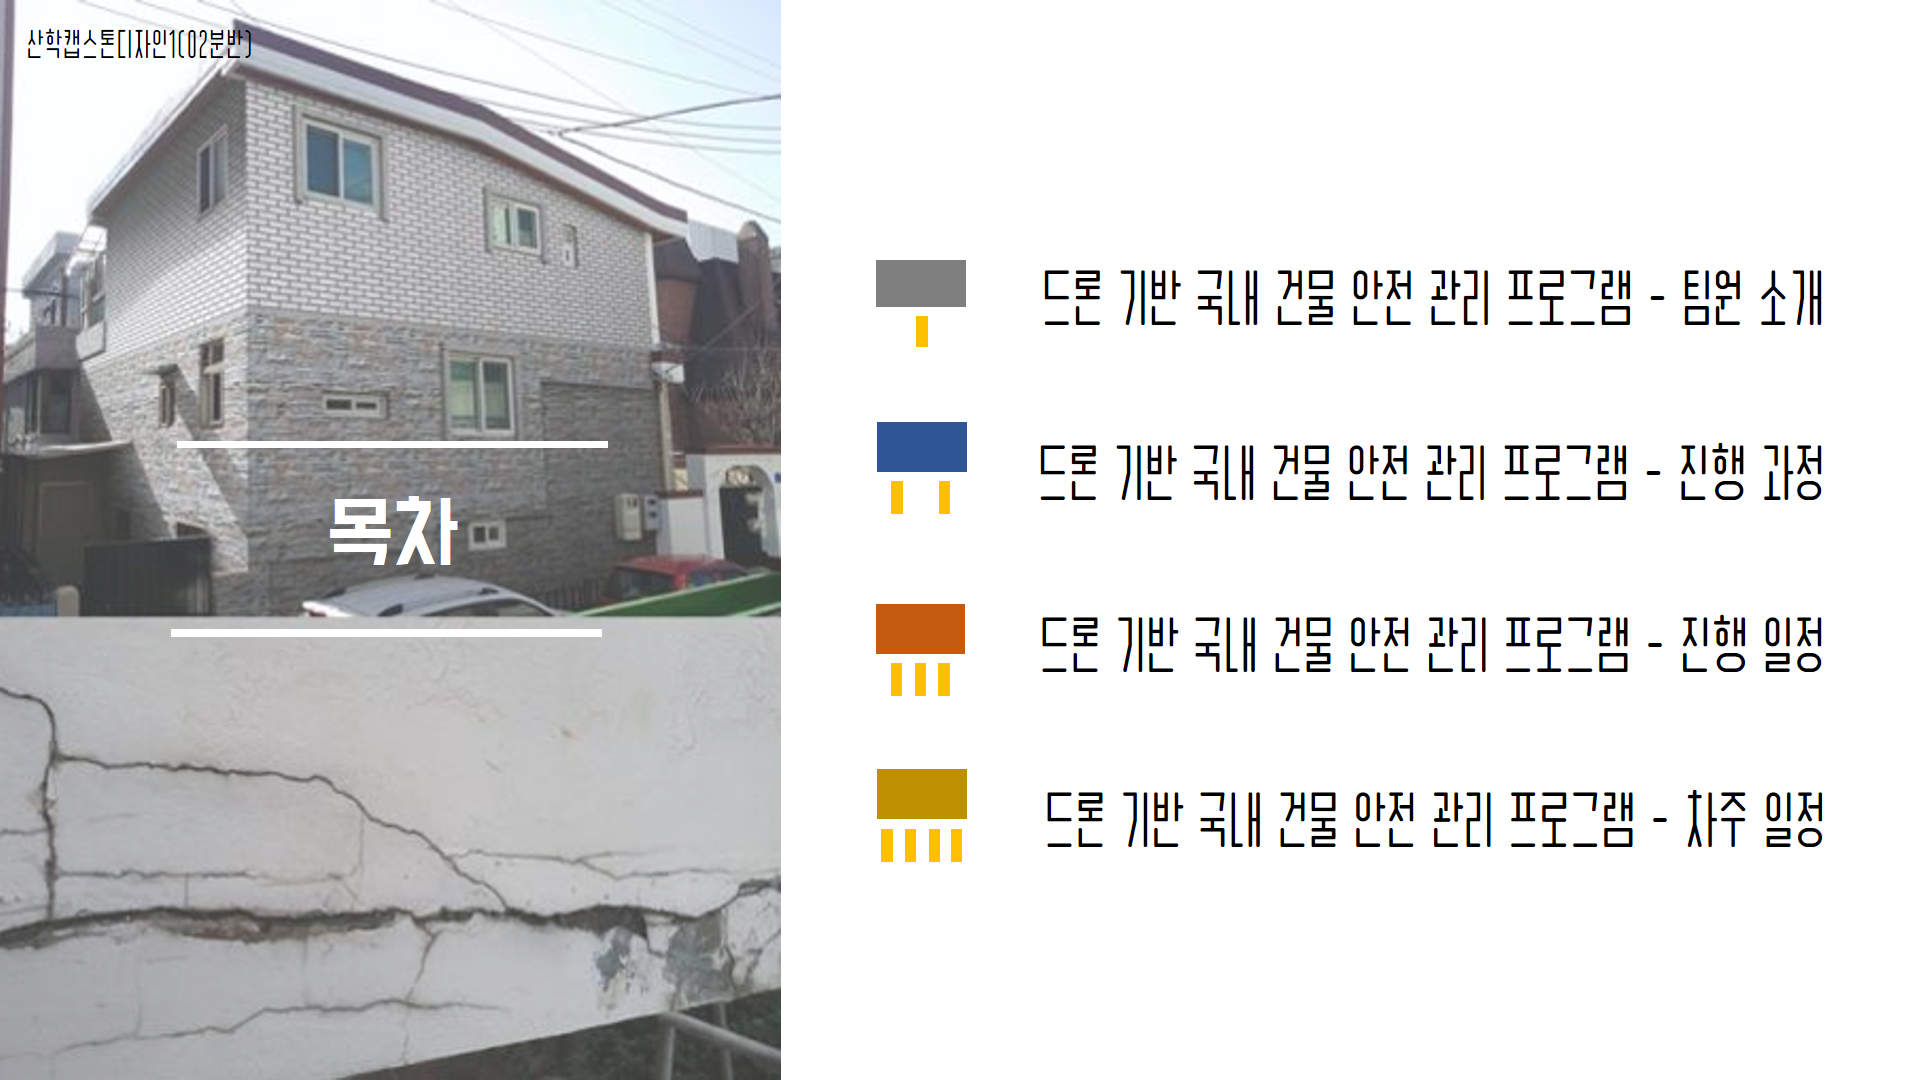 산학캡스톤디자인1(02분반)
목차
드론 기반 국내 건물 안전 관리 프로그램 - 팀원 소개
드론 기반 국내 건물 안전 관리 프로그램 - 진행 과정
드론 기반 국내 건물 안전 관리 프로그램 - 진행 일정
드론 기반 국내 건물 안전 관리 프로그램 - 차주 일정